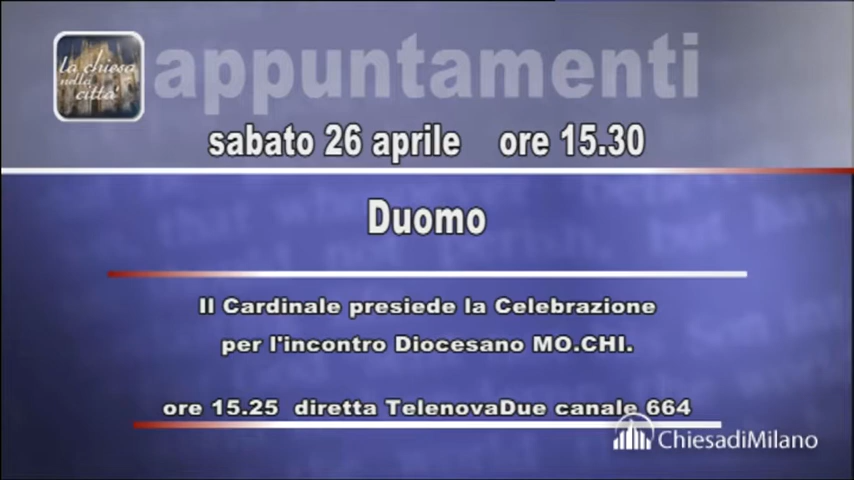 la chiesa
nella
città
appuntamenti
sabato 26 aprile ore 15.30
Duomo
Il Cardinale presiede la Celebrazione
per l'incontro Diocesano MO.CHI.
ore 15.25 diretta TelenovaDue canale 664
ChiesadiMilano